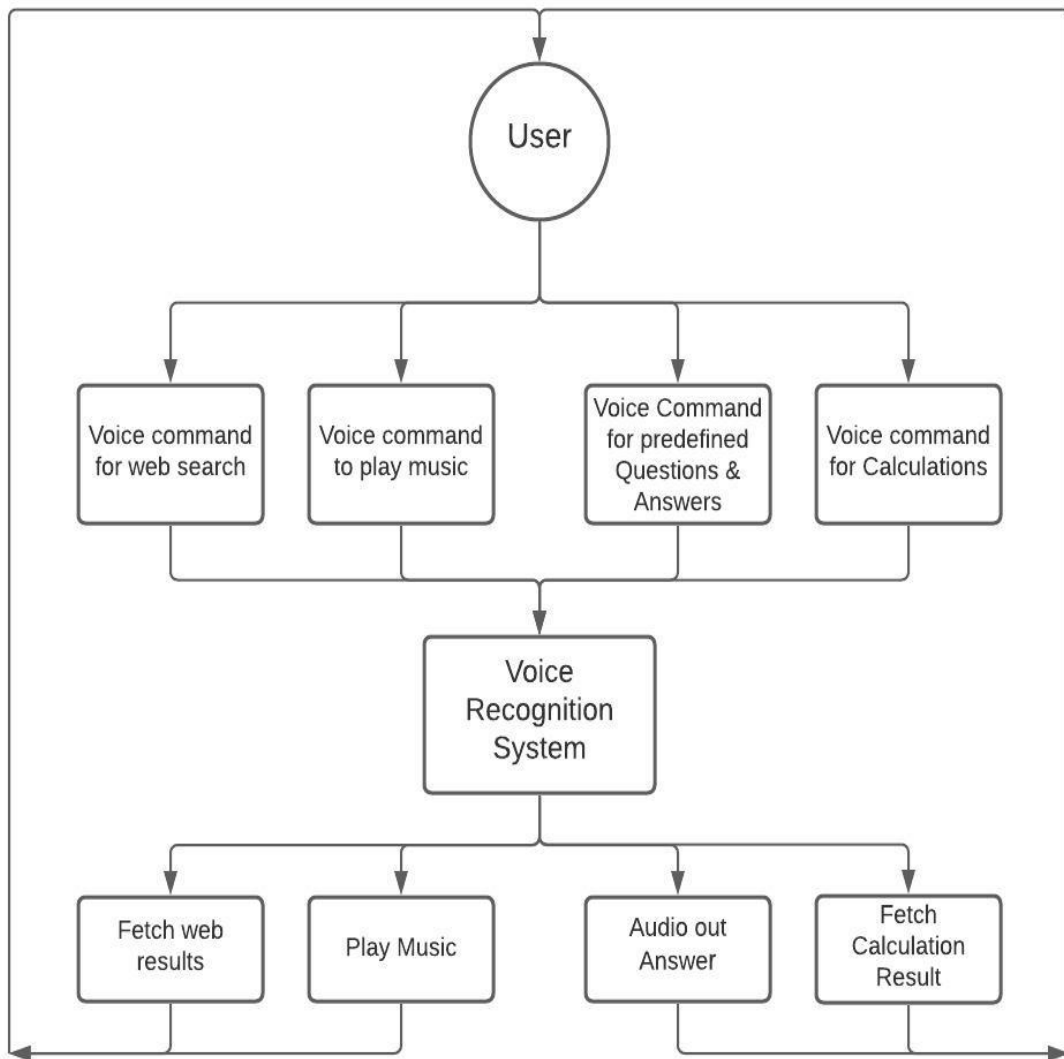 User
Voice command
for web search
Voice command
to play music
Voice Command
for predefined
Questions &
Answers
Voice command
for Calculations
Voice
Recognition
System
Fetch web
results
Play Music
Audio out
Answer
Fetch
Calculation
Result